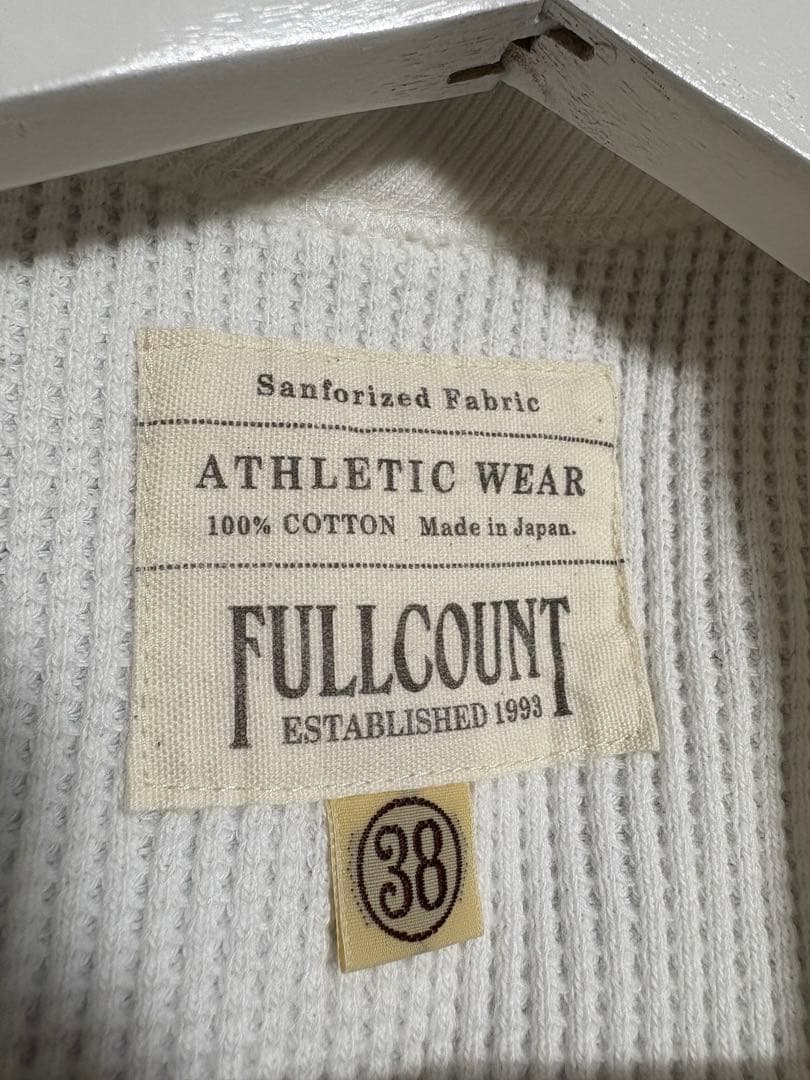 Sanforized Fabric
ATHLETIC WEAR
100% COTTON Made in Japan.
FULLCOUNT
ESTABLISHED 1993
38